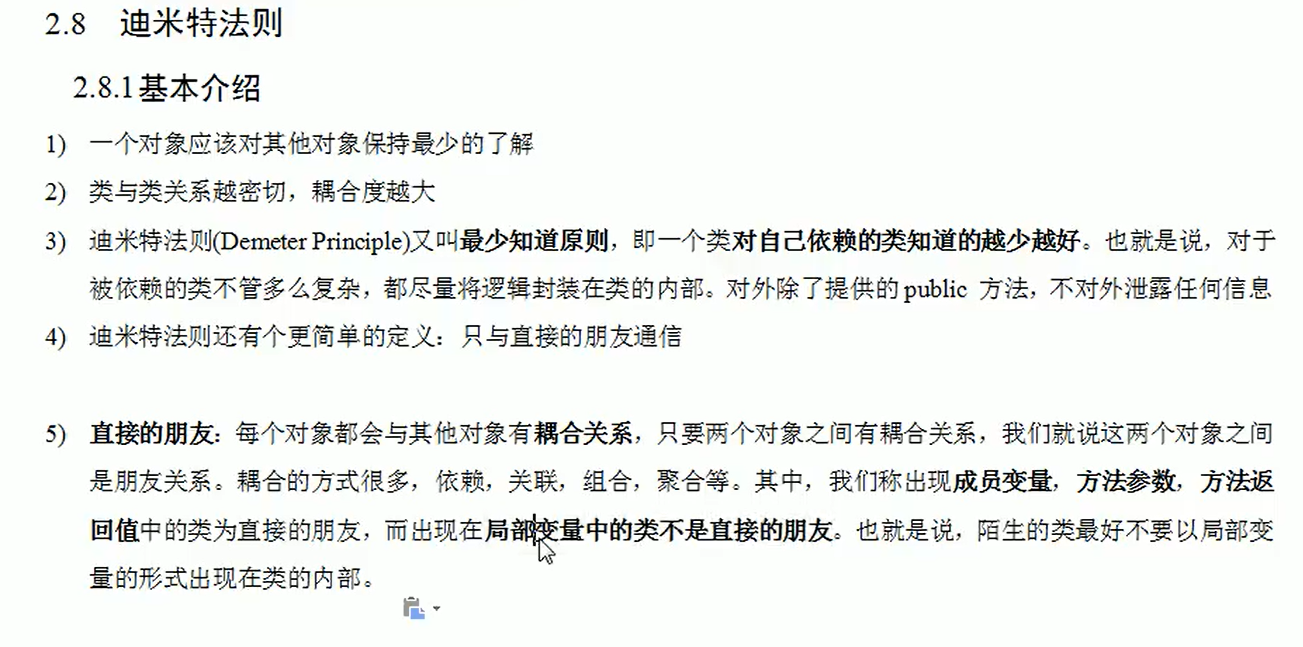 2.8 迪米特法则
2.8.1基本介绍
1) 一个对象应该对其他对象保持最少的了解
2) 类与类关系越密切，耦合度越大
3) 迪米特法则(Demeter Principle)又叫最少知道原则，即一个类对自己依赖的类知道的越少越好。也就是说，对于
被依赖的类不管多么复杂，都尽量将逻辑封装在类的内部。对外除了提供的 public 方法，不对外泄露任何信息
4) 迪米特法则还有个更简单的定义：只与直接的朋友通信
5) 直接的朋友：每个对象都会与其他对象有耦合关系，只要两个对象之间有耦合关系，我们就说这两个对象之间
是朋友关系。耦合的方式很多，依赖，关联，组合，聚合等。其中，我们称出现成员变量，方法参数，方法返
回值中的类为直接的朋友，而出现在局部变量中的类不是直接的朋友。也就是说，陌生的类最好不要以局部变
量的形式出现在类的内部。